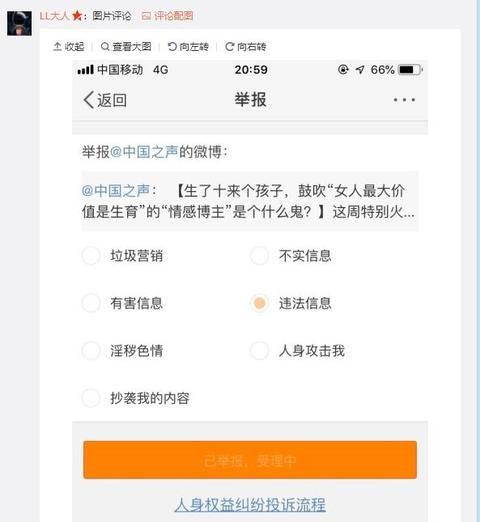 LL大人：图片评论 评论配图
收起 查看大图 向左转 向右转
中国移动 4G 20:59 66%
返回 举报
举报@中国之声的微博：
@中国之声：【生了十来个孩子，鼓吹“女人最大价
值是生育”的“情感博主”是个什么鬼？】这周特别火...
垃圾营销 不实信息
有害信息 违法信息
淫秽色情 人身攻击我
抄袭我的内容
已举报，受理中
人身权益纠纷投诉流程